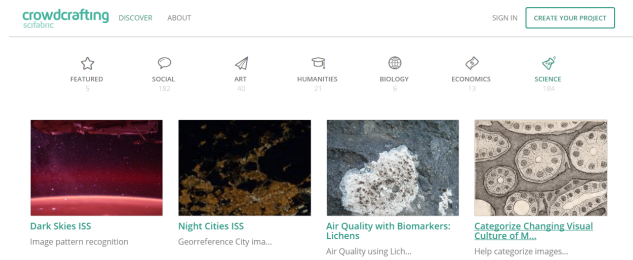 crowdcrafting
scifabric
DISCOVER ABOUT SIGN IN CREATE YOUR PROJECT
FEATURED SOCIAL ART HUMANITIES BIOLOGY ECONOMICS SCIENCE
5 182 40 21 6 13 184
Dark Skies ISS
Image pattern recognition
Night Cities ISS
Georreference City ima...
Air Quality with Biomarkers:
Lichens
Air Quality using Lich...
Categorize Changing Visual
Culture of M...
Help categorize images...